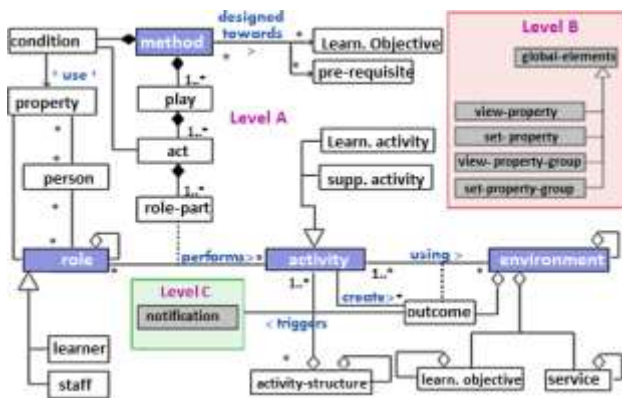 designed
towards
>
Level B
condition
method
Learn. Objective
global-elements
* use *
1..*
pre-requisite
property
play
Level A
view-property
1..*
Learn. activity
set- property
act
view- property-group
person
1..*
supp. activity
set-property-group
role-part
role
performs>
activity
using >
environment
1..*
1..*
Level C
create>
notification
outcome
< triggers
learner
staff
activity-structure
learn. objective
service